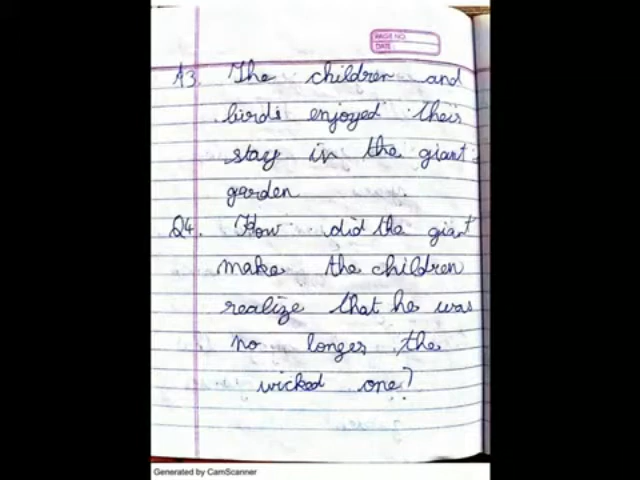 PAGE NO.
DATE:
A3. The children and
birds enjoyed their
stay in the giant's
garden
Q4. How did the giant
make the children
realize that he was
no longer the
wicked one?
Generated by CamScanner